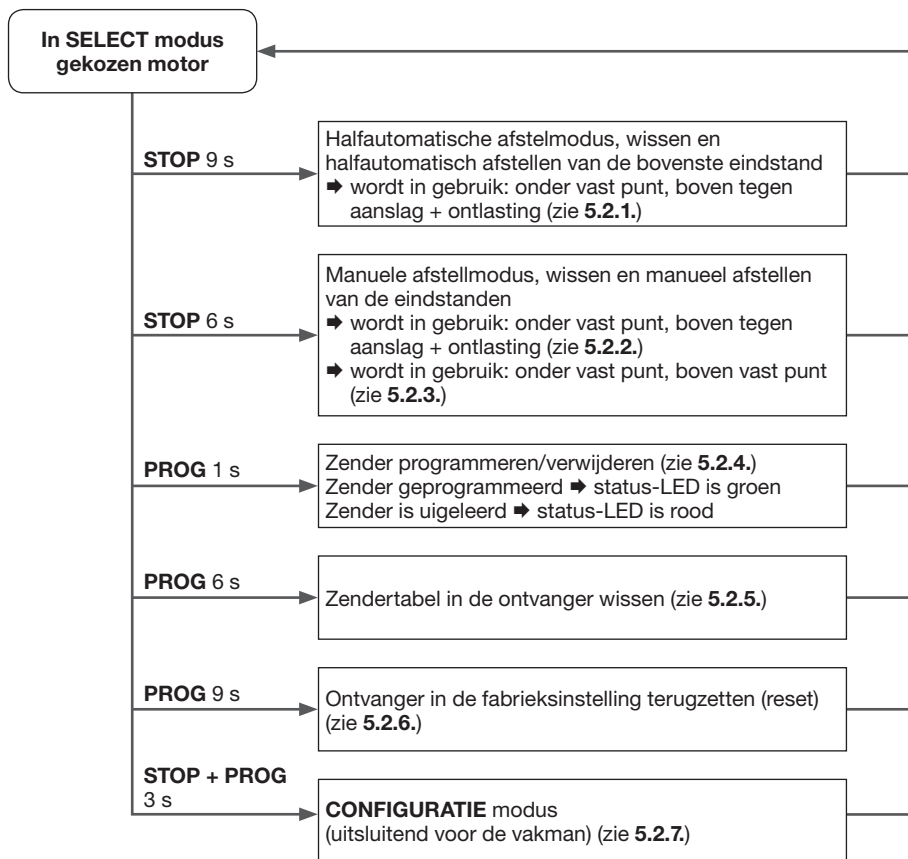 In SELECT modus
gekozen motor
STOP 9 s
Halfautomatische afstelmodus, wissen en
halfautomatisch afstellen van de bovenste eindstand
➡ wordt in gebruik: onder vast punt, boven tegen
aanslag + ontlasting (zie 5.2.1.)
STOP 6 s
Manuele afstellmodus, wissen en manueel afstellen
van de eindstanden
➡ wordt in gebruik: onder vast punt, boven tegen
aanslag + ontlasting (zie 5.2.2.)
➡ wordt in gebruik: onder vast punt, boven vast punt
(zie 5.2.3.)
PROG 1 s
Zender programmeren/verwijderen (zie 5.2.4.)
Zender geprogrammeerd ➡ status-LED is groen
Zender is uigeleerd ➡ status-LED is rood
PROG 6 s
Zendertabel in de ontvanger wissen (zie 5.2.5.)
PROG 9 s
Ontvanger in de fabrieksinstelling terugzetten (reset)
(zie 5.2.6.)
STOP + PROG
3 s
CONFIGURATIE modus
(uitsluitend voor de vakman) (zie 5.2.7.)